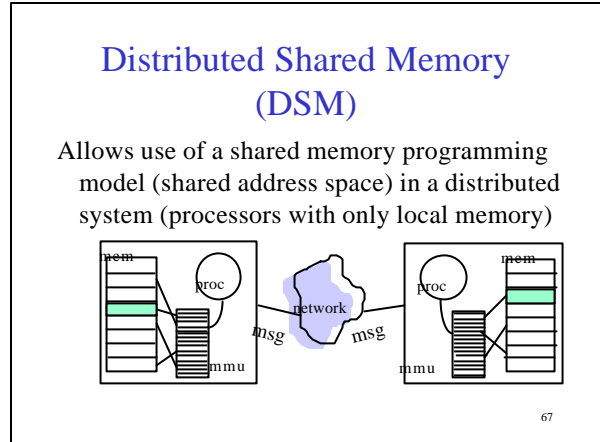 Distributed Shared Memory
(DSM)
Allows use of a shared memory programming
model (shared address space) in a distributed
system (processors with only local memory)
mem
proc
mmu
msg
network
msg
proc
mem
mmu
67